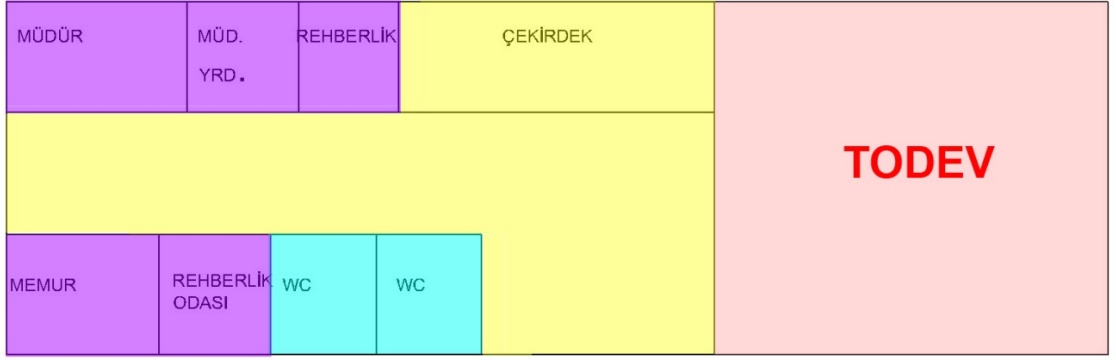 MÜDÜR
MÜD.
YRD.
REHBERLİK
ÇEKİRDEK
TODEV
MEMUR
REHBERLİK
ODASI
WC
WC